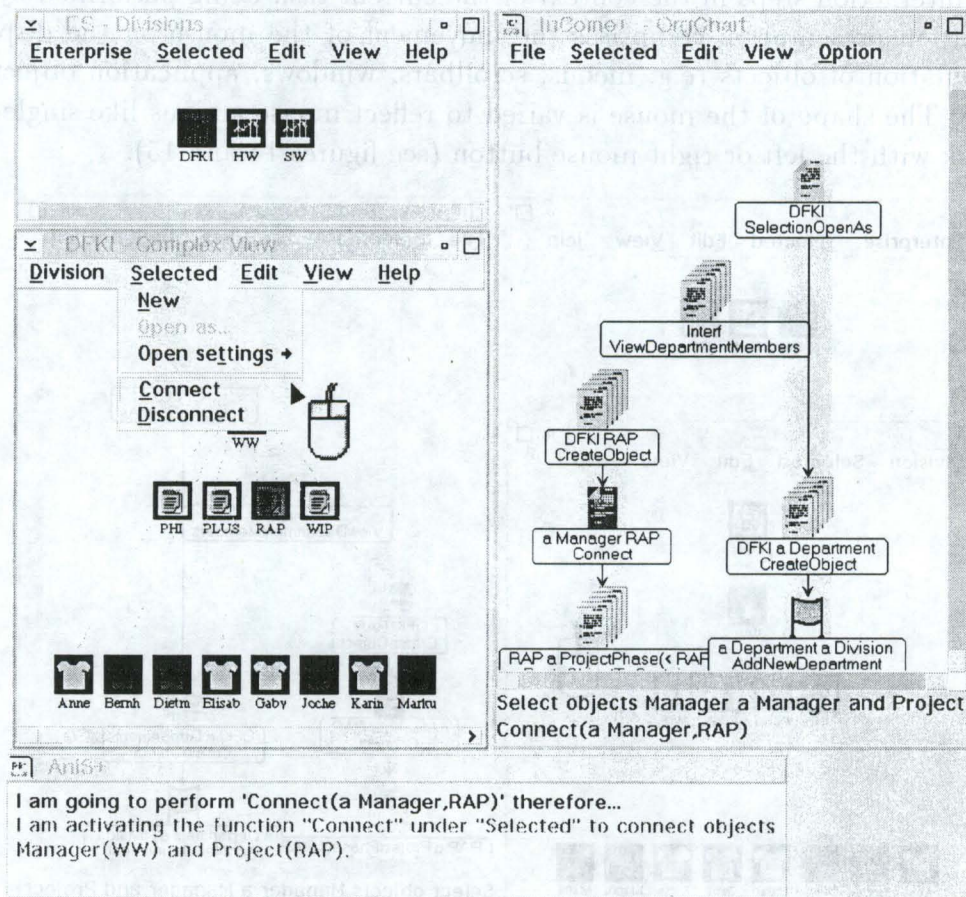 ES - Divisions
Enterprise Selected Edit View Help
DFKI HW SW
DFKI - Complex View
Division Selected Edit View Help
New
Open as...
Open settings
Connect
Disconnect
WW
PHI PLUS RAP WIP
Anne Bernh Dietm Elisab Gaby Joche Karin Marku
InCome+ - OrgChart
File Selected Edit View Option
DFKI
SelectionOpenAs
Interf
ViewDepartmentMembers
DFKI RAP
CreateObject
a Manager RAP
Connect
DFKI a Department
CreateObject
RAP a ProjectPhase(< RAP
a Department a Division
AddNewDepartment
Select objects Manager a Manager and Project
Connect(a Manager,RAP)
AniS+
I am going to perform 'Connect(a Manager,RAP)' therefore...
I am activating the function "Connect" under "Selected" to connect objects
Manager(WW) and Project(RAP).